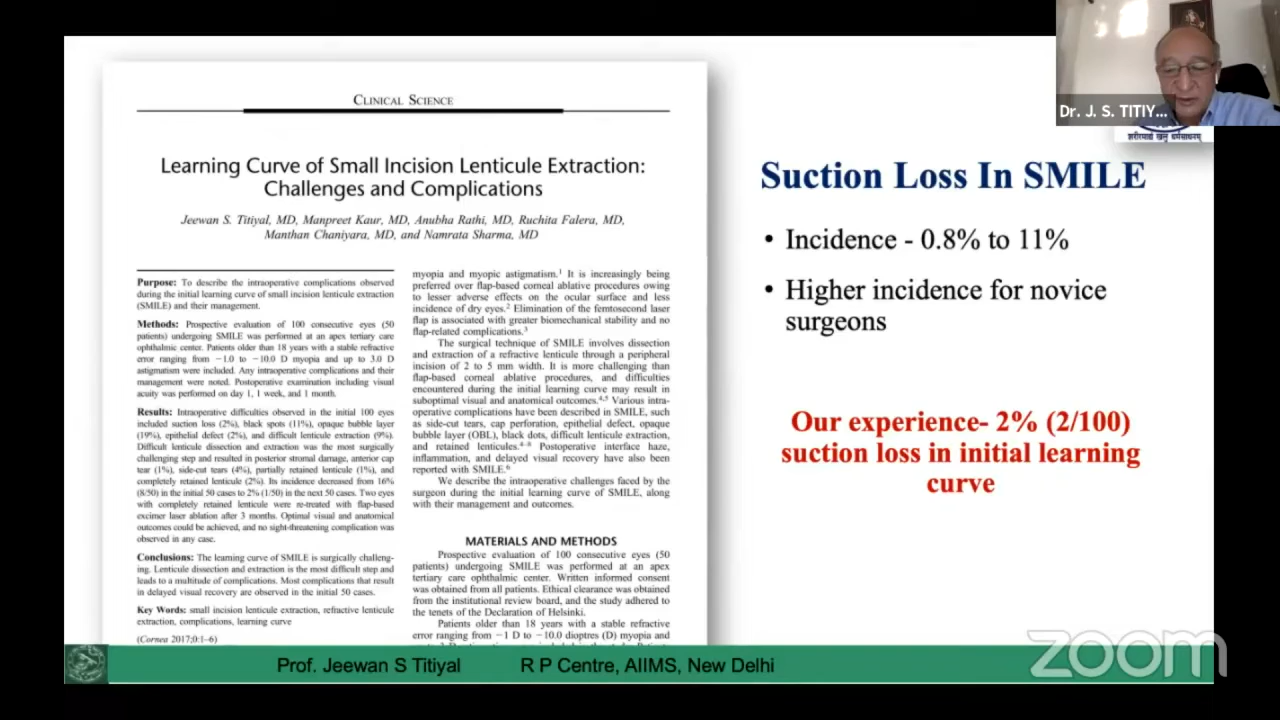 CLINICAL SCIENCE
Learning Curve of Small Incision Lenticule Extraction:
Challenges and Complications
Jeewan S. Titiyal, MD, Manpreet Kaur, MD, Anubha Rathi, MD, Ruchita Falera, MD,
Manthan Chaniyara, MD, and Namrata Sharma, MD
Purpose: To describe the intraoperative complications observed
during the initial learning curve of small incision lenticule extraction
(SMILE) and their management.
Methods: Prospective evaluation of 100 consecutive eyes (50
patients) undergoing SMILE was performed at an apex tertiary care
ophthalmic center. Patients older than 18 years with a stable refractive
error ranging from −1.0 to −10.0 D myopia and up to 3.0 D
astigmatism were included. Any intraoperative complications and their
management were noted. Postoperative examination including visual
acuity was performed on day 1, 1 week, and 1 month.
Results: Intraoperative difficulties observed in the initial 100 eyes
included suction loss (2%), black spots (11%), opaque bubble layer
(19%), epithelial defect (2%), and difficult lenticule extraction (9%).
Difficult lenticule dissection and extraction was the most surgically
challenging step and resulted in posterior stromal damage, anterior cap
tear (1%), side-cut tears (4%), partially retained lenticule (1%), and
completely retained lenticule (2%). Its incidence decreased from 16%
(8/50) in the initial 50 cases to 2% (1/50) in the next 50 cases. Two eyes
with completely retained lenticule were re-treated with flap-based
excimer laser ablation after 3 months. Optimal visual and anatomical
outcomes could be achieved, and no sight-threatening complication was
observed in any case.
Conclusions: The learning curve of SMILE is surgically challeng-
ing. Lenticule dissection and extraction is the most difficult step and
leads to a multitude of complications. Most complications that result
in delayed visual recovery are observed in the initial 50 cases.
Key Words: small incision lenticule extraction, refractive lenticule
extraction, complications, learning curve
(Cornea 2017;0:1–6)
myopia and myopic astigmatism.1 It is increasingly being
preferred over flap-based corneal ablative procedures owing
to lesser adverse effects on the ocular surface and less
incidence of dry eyes.2 Elimination of the femtosecond laser
flap is associated with greater biomechanical stability and no
flap-related complications.3
The surgical technique of SMILE involves dissection
and extraction of a refractive lenticule through a peripheral
incision of 2 to 5 mm width. It is more challenging than
flap-based corneal ablative procedures, and difficulties
encountered during the initial learning curve may result in
suboptimal visual and anatomical outcomes.4,5 Various intra-
operative complications have been described in SMILE, such
as side-cut tears, cap perforation, epithelial defect, opaque
bubble layer (OBL), black dots, difficult lenticule extraction,
and retained lenticules.4–8 Postoperative interface haze,
inflammation, and delayed visual recovery have also been
reported with SMILE.6
We describe the intraoperative challenges faced by the
surgeon during the initial learning curve of SMILE, along
with their management and outcomes.
MATERIALS AND METHODS
Prospective evaluation of 100 consecutive eyes (50
patients) undergoing SMILE was performed at an apex
tertiary care ophthalmic center. Written informed consent
was obtained from all patients. Ethical clearance was obtained
from the institutional review board, and the study adhered to
the tenets of the Declaration of Helsinki.
Patients older than 18 years with a stable refractive
error ranging from −1 D to −10.0 dioptres (D) myopia and
Dr. J. S. TITIY...
शरीरमाद्यं खलु धर्मसाधनम्
Suction Loss In SMILE
• Incidence - 0.8% to 11%
• Higher incidence for novice
surgeons
Our experience- 2% (2/100)
suction loss in initial learning
curve
Prof. Jeewan S Titiyal R P Centre, AIIMS, New Delhi
zoom